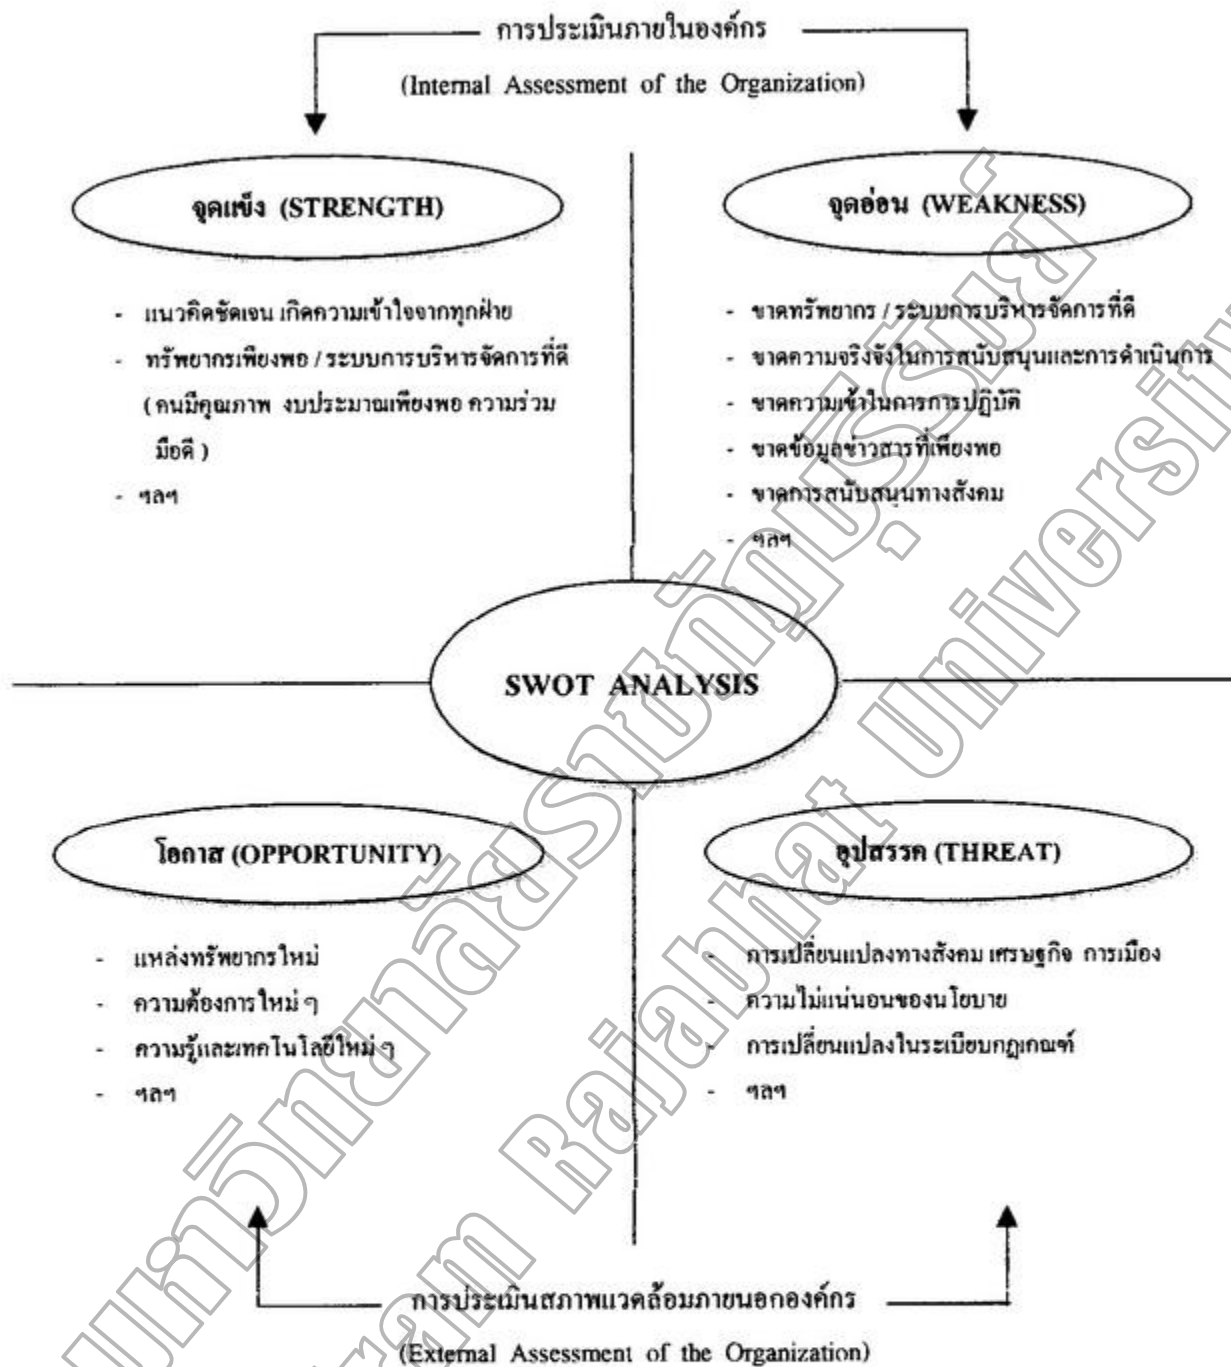 การประเมินภายในองค์กร
(Internal Assessment of the Organization)
จุดแข็ง (STRENGTH)
- แนวคิดชัดเจน เกิดความเข้าใจจากทุกฝ่าย
- ทรัพยากรเพียงพอ / ระบบการบริหารจัดการที่ดี
( คนมีคุณภาพ งบประมาณเพียงพอ ความร่วม
มือดี )
- ฯลฯ
จุดอ่อน (WEAKNESS)
- ขาดทรัพยากร / ระบบการบริหารจัดการที่ดี
- ขาดความจริงจังในการสนับสนุนและการดำเนินการ
- ขาดความเข้าในการการปฏิบัติ
- ขาดข้อมูลข่าวสารที่เพียงพอ
- ขาดการสนับสนุนทางสังคม
- ฯลฯ
SWOT ANALYSIS
โอกาส (OPPORTUNITY)
- แหล่งทรัพยากรใหม่
- ความต้องการใหม่ ๆ
- ความรู้และเทคโนโลยีใหม่ ๆ
- ฯลฯ
อุปสรรค (THREAT)
- การเปลี่ยนแปลงทางสังคม เศรษฐกิจ การเมือง
- ความไม่แน่นอนของนโยบาย
- การเปลี่ยนแปลงในระเบียบกฎเกณฑ์
- ฯลฯ
การประเมินสภาพแวดล้อมภายนอกองค์กร
(External Assessment of the Organization)
มหาวิทยาลัยราชภัฏบุรีรัมย์
Rajabhat University